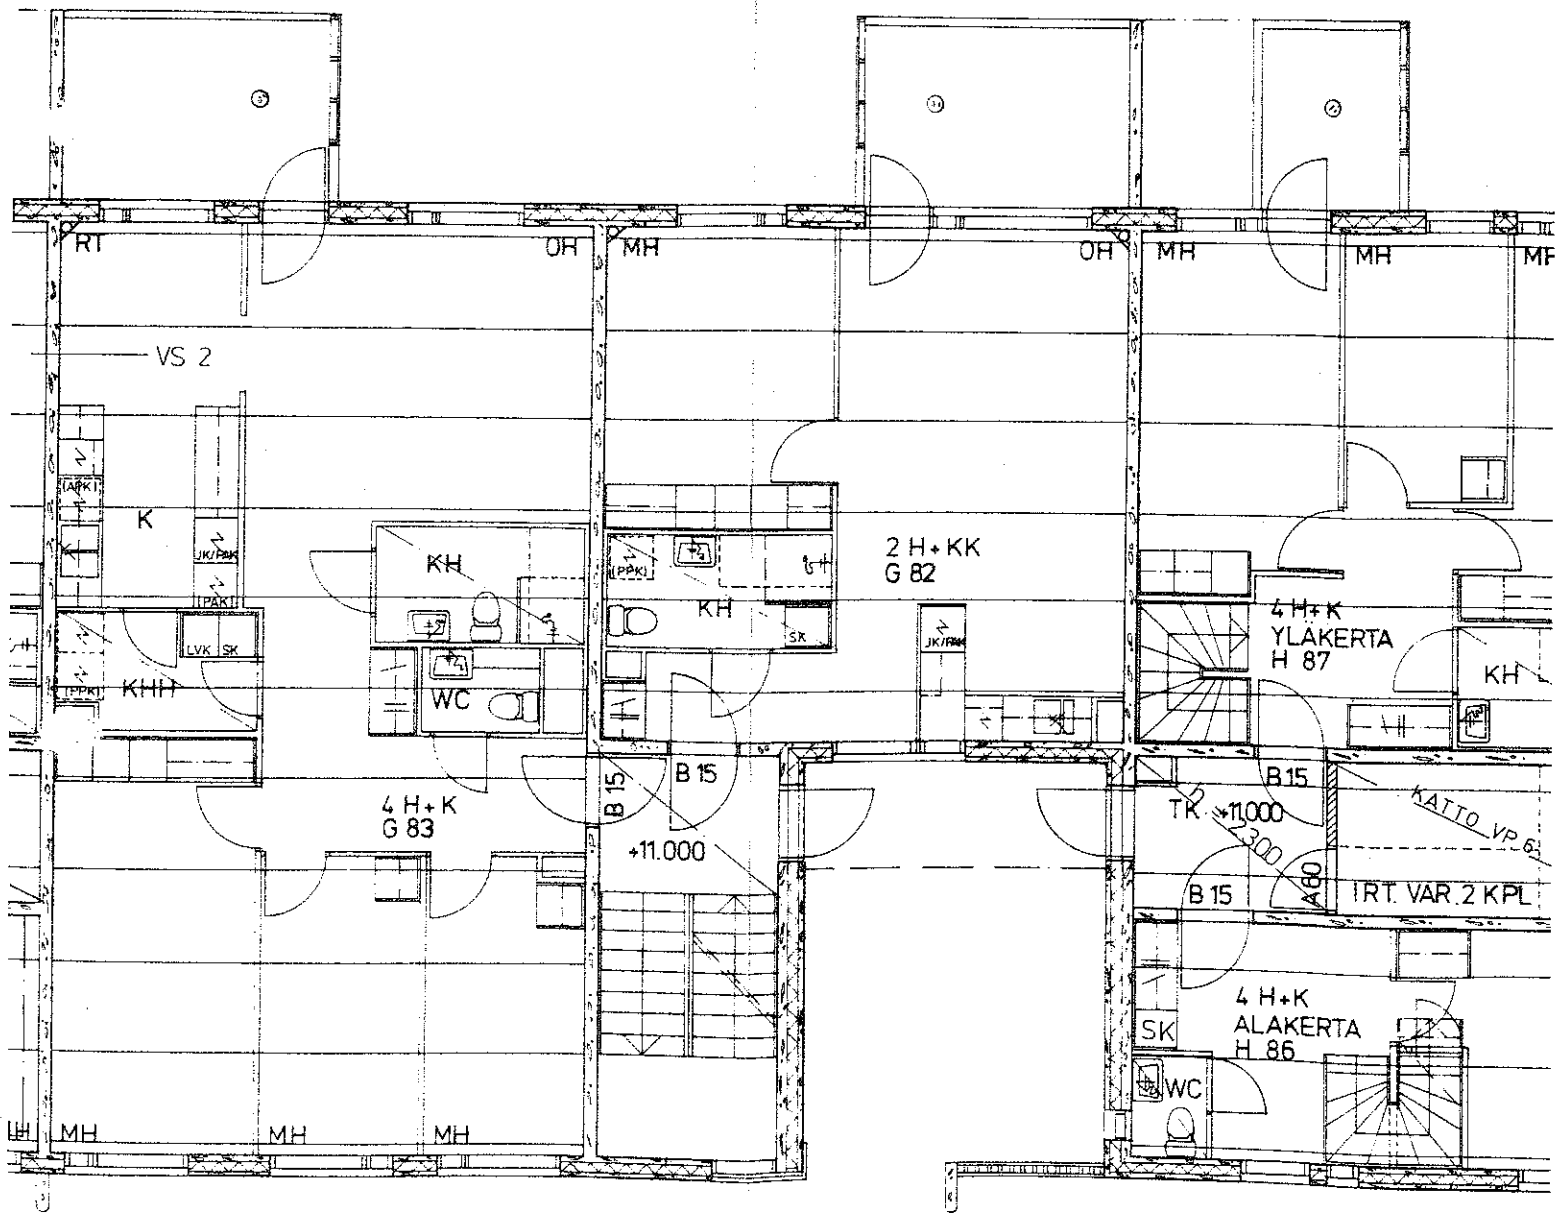 RT
OH
MH
OH
MH
MH
MH
VS 2
[APK]
K
JK/PAK
[PAK]
KH
[PPK]
KH
SK
2 H+KK
G 82
JK/PAK
4 H+K
YLÄKERTA
H 87
KH
LVK SK
[PPK]
KHH
WC
4 H+K
G 83
B 15
B 15
+11.000
B 15
TK
+11.000
2300
KATTO VP 6
B 15
A60
IRT. VAR. 2 KPL
4 H+K
ALAKERTA
H 86
SK
WC
MH
MH
MH